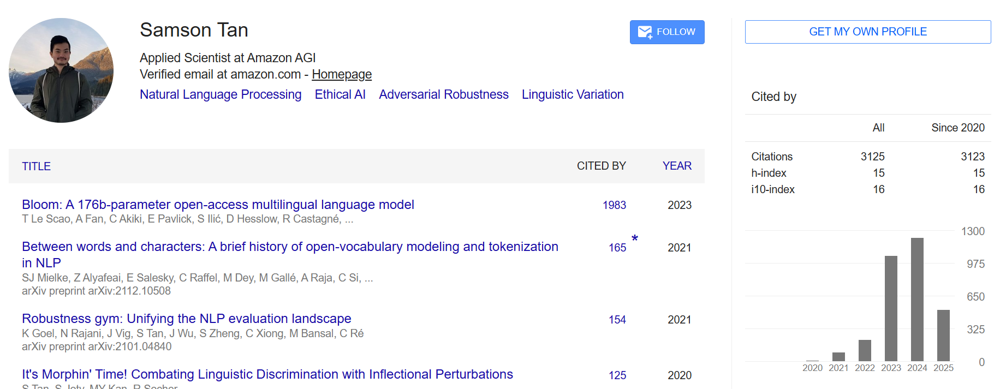 Samson Tan
FOLLOW
Applied Scientist at Amazon AGI
Verified email at amazon.com - Homepage
Natural Language Processing Ethical AI Adversarial Robustness Linguistic Variation
TITLE CITED BY YEAR
Bloom: A 176b-parameter open-access multilingual language model 1983 2023
T Le Scao, A Fan, C Akiki, E Pavlick, S Ilić, D Hesslow, R Castagné, ...
Between words and characters: A brief history of open-vocabulary modeling and tokenization 165 * 2021
in NLP
SJ Mielke, Z Alyafeai, E Salesky, C Raffel, M Dey, M Gallé, A Raja, C Si, ...
arXiv preprint arXiv:2112.10508
Robustness gym: Unifying the NLP evaluation landscape 154 2021
K Goel, N Rajani, J Vig, S Tan, J Wu, S Zheng, C Xiong, M Bansal, C Ré
arXiv preprint arXiv:2101.04840
It's Morphin' Time! Combating Linguistic Discrimination with Inflectional Perturbations 125 2020
S Tan, S Joty, MY Kan, R Socher
GET MY OWN PROFILE
Cited by
All Since 2020
Citations 3125 3123
h-index 15 15
i10-index 16 16
1300
975
650
325
0
2020 2021 2022 2023 2024 2025